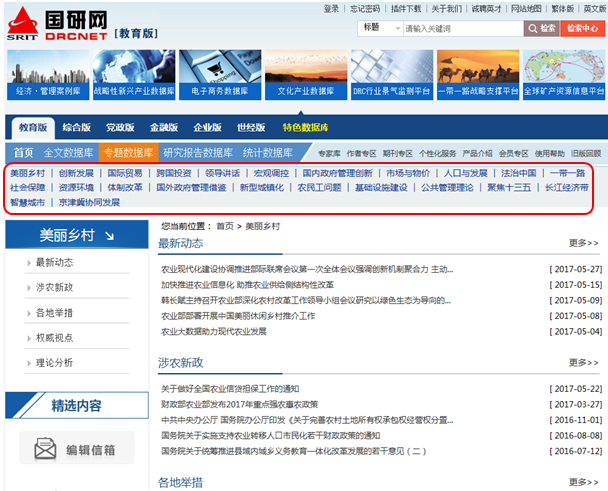 登录 | 忘记密码 | 插件下载 | 关于我们 | 诚聘英才 | 网站地图 | 繁体版 | 英文版
国研网
SRIT DRCNET [教育版]
标题 请输入关键词 检索 检索中心
经济·管理案例库 战略性新兴产业数据库 电子商务数据库 文化产业数据库 DRC行业景气监测平台 一带一路战略支撑平台 全球矿产资源信息平台
教育版 综合版 党政版 金融版 企业版 世经版 特色数据库
首页 全文数据库 专题数据库 研究报告数据库 统计数据库 专家库 作者专区 期刊专区 个性化服务 产品介绍 会员专区 使用帮助 旧版回顾
美丽乡村 | 创新发展 | 国际贸易 | 跨国投资 | 领导讲话 | 宏观调控 | 国内政府管理创新 | 市场与物价 | 人口与发展 | 法治中国 | 一带一路
社会保障 | 资源环境 | 体制改革 | 国外政府管理借鉴 | 新型城镇化 | 农民工问题 | 基础设施建设 | 公共管理理论 | 聚焦十三五 | 长江经济带
智慧城市 | 京津冀协同发展
美丽乡村
最新动态
涉农新政
各地举措
权威视点
理论分析
精选内容
编辑信箱
您当前位置： 首页 > 美丽乡村
最新动态 更多>>
农业现代化建设协调推进部际联席会议第一次全体会议强调创新机制聚合力 主动... [ 2017-05-27]
加快推进农业信息化 助推农业供给侧结构性改革 [ 2017-05-15]
韩长赋主持召开农业部深化农村改革工作领导小组会议研究以绿色生态为导向的... [ 2017-05-09]
农业部部署开展中国美丽休闲乡村推介工作 [ 2017-05-08]
农业大数据助力现代农业发展 [ 2017-05-04]
涉农新政 更多>>
关于做好全国农业信贷担保工作的通知 [ 2017-05-22]
财政部农业部发布2017年重点强农惠农政策 [ 2017-03-27]
中共中央办公厅 国务院办公厅印发《关于完善农村土地所有权承包权经营权分置... [ 2016-11-01]
国务院关于实施支持农业转移人口市民化若干财政政策的通知 [ 2016-08-08]
国务院关于统筹推进县域内城乡义务教育一体化改革发展的若干意见（二） [ 2016-07-12]
各地举措 更多>>